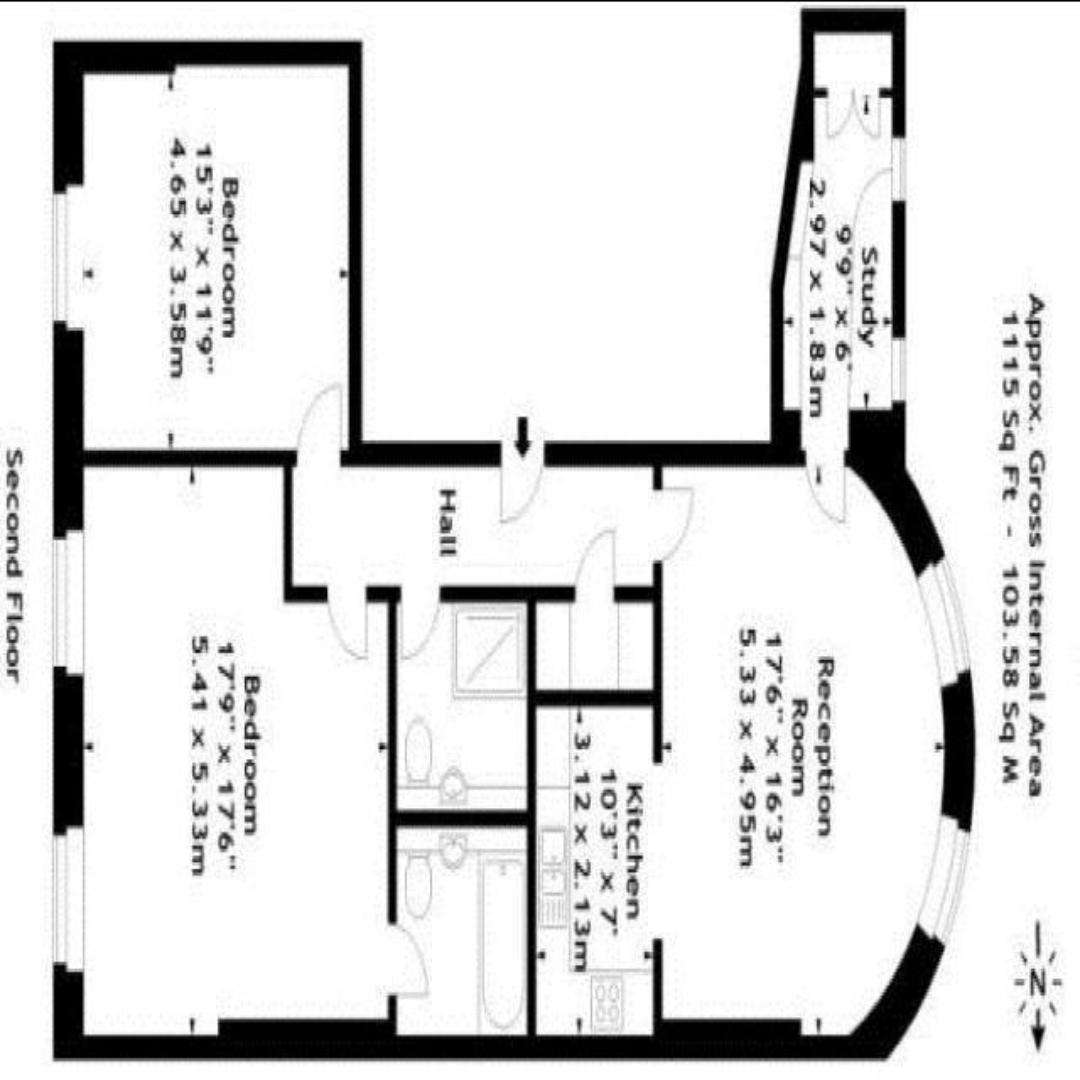 Approx. Gross Internal Area
1115 Sq Ft - 103.58 Sq M
N
Study
9'9" x 6'
2.97 x 1.83m
Reception
Room
17'6" x 16'3"
5.33 x 4.95m
Kitchen
10'3" x 7'
3.12 x 2.13m
Hall
Bedroom
15'3" x 11'9"
4.65 x 3.58m
Bedroom
17'9" x 17'6"
5.41 x 5.33m
Second Floor